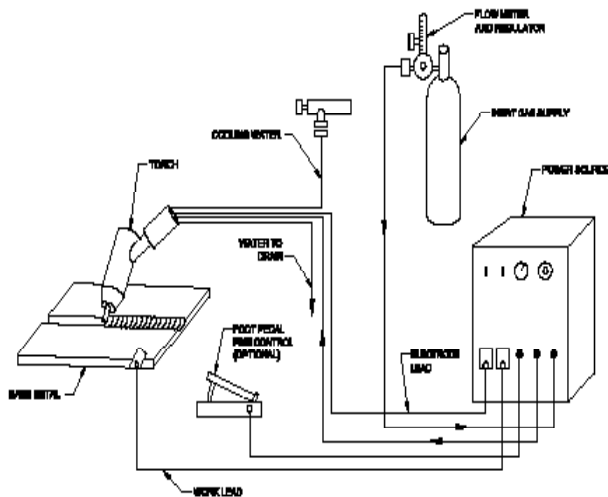 FLOW METER
AND REGULATOR
COOLING WATER
INERT GAS SUPPLY
TORCH
POWER SOURCE
WATER TO
DRAIN
FOOT PEDAL
CONTROL
(OPTIONAL)
ELECTRODE
LEAD
BASE METAL
WORK LEAD